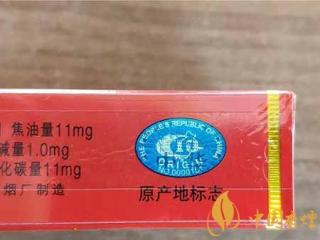 焦油量11mg
碱量1.0mg
化碳量11mg
烟厂制造
THE PEOPLE'S REPUBLIC OF CHINA
ORIGIN
原产地标志